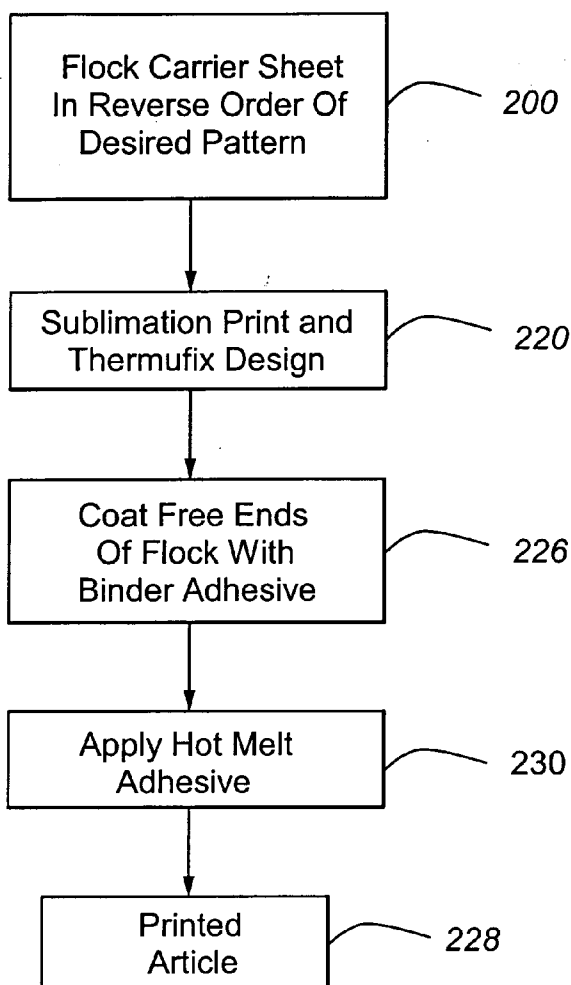 Flock Carrier Sheet
In Reverse Order Of
Desired Pattern
200
Sublimation Print and
Thermufix Design
220
Coat Free Ends
Of Flock With
Binder Adhesive
226
Apply Hot Melt
Adhesive
230
Printed
Article
228